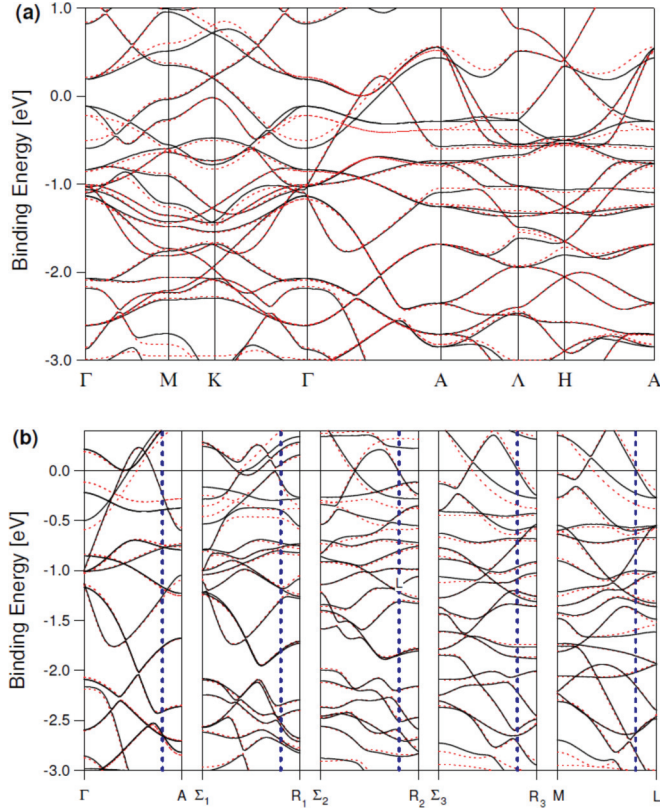 (a)
1.0
0.0
-1.0
-2.0
-3.0
Binding Energy [eV]
Γ M K Γ A Λ H A
(b)
0.0
-0.5
-1.0
-1.5
-2.0
-2.5
-3.0
Binding Energy [eV]
L
Γ A Σ1 R1 Σ2 R2 Σ3 R3 M L